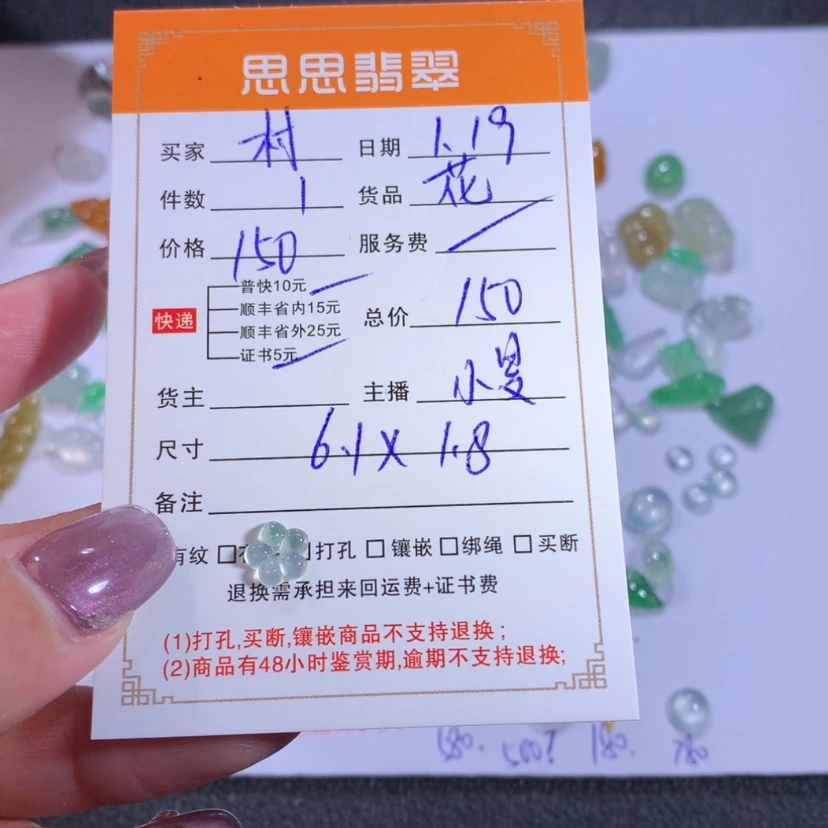 思思翡翠
买家 村 日期 1.19
件数 1 货品 花
价格 150 服务费
普快10元
顺丰省内15元
快递 总价 150
顺丰省外25元
证书5元
货主 主播 小昱
尺寸 6.1X1.8
备注
有纹 打孔 镶嵌 绑绳 买断
退换需承担来回运费+证书费
(1)打孔,买断,镶嵌商品不支持退换;
(2)商品有48小时鉴赏期,逾期不支持退换;
580. 500? 180. 780